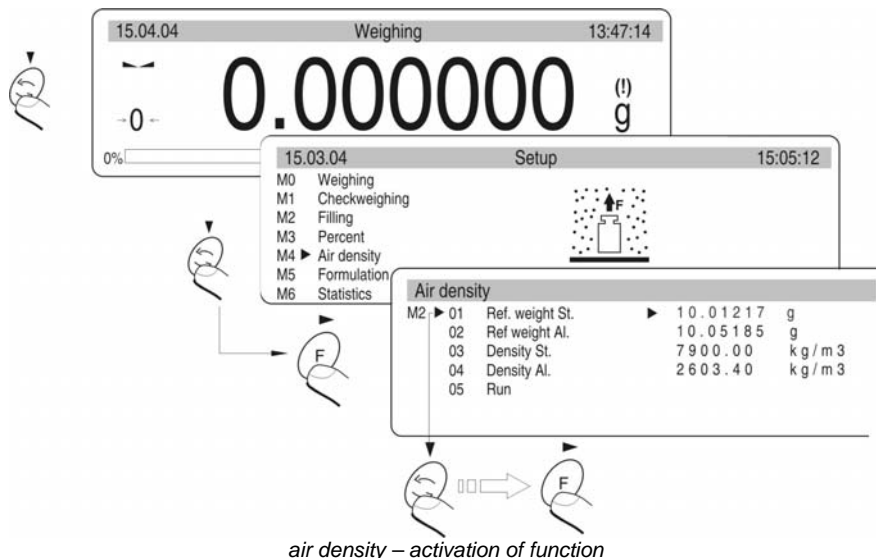 15.04.04 Weighing 13:47:14
0.000000 (!) g
→0←
0%
15.03.04 Setup 15:05:12
M0 Weighing
M1 Checkweighing
M2 Filling
M3 Percent
M4 ► Air density
M5 Formulation
M6 Statistics
F
Air density
M2 ► 01 Ref. weight St. ► 10.01217 g
02 Ref weight Al. 10.05185 g
03 Density St. 7900.00 kg/m3
04 Density Al. 2603.40 kg/m3
05 Run
F
F
air density – activation of function